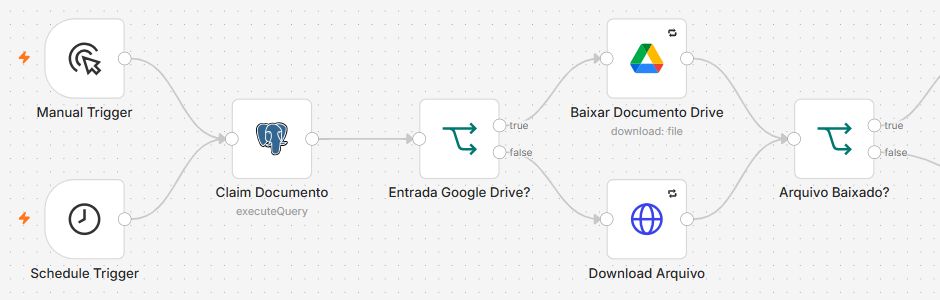 Manual Trigger
Schedule Trigger
Claim Documento
executeQuery
Entrada Google Drive?
true
false
Baixar Documento Drive
download: file
Download Arquivo
Arquivo Baixado?
true
false